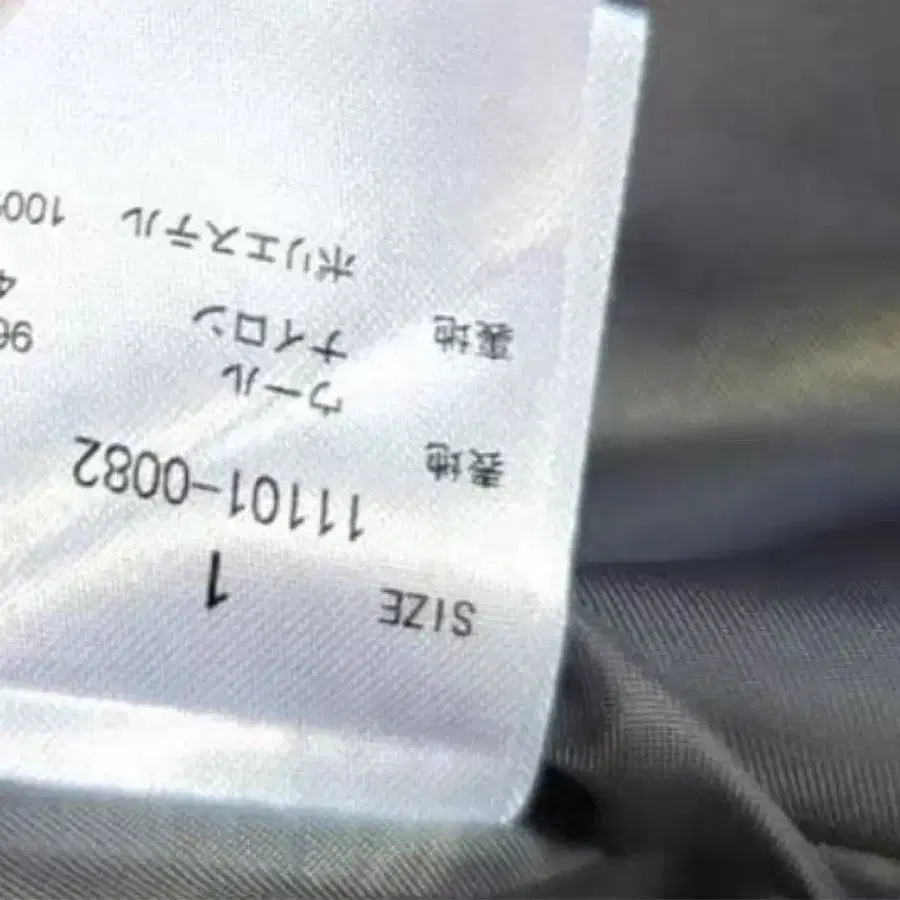 SIZE 1
11101-0082
表地 ウール 96
ナイロン 4
裏地 ポリエステル 100